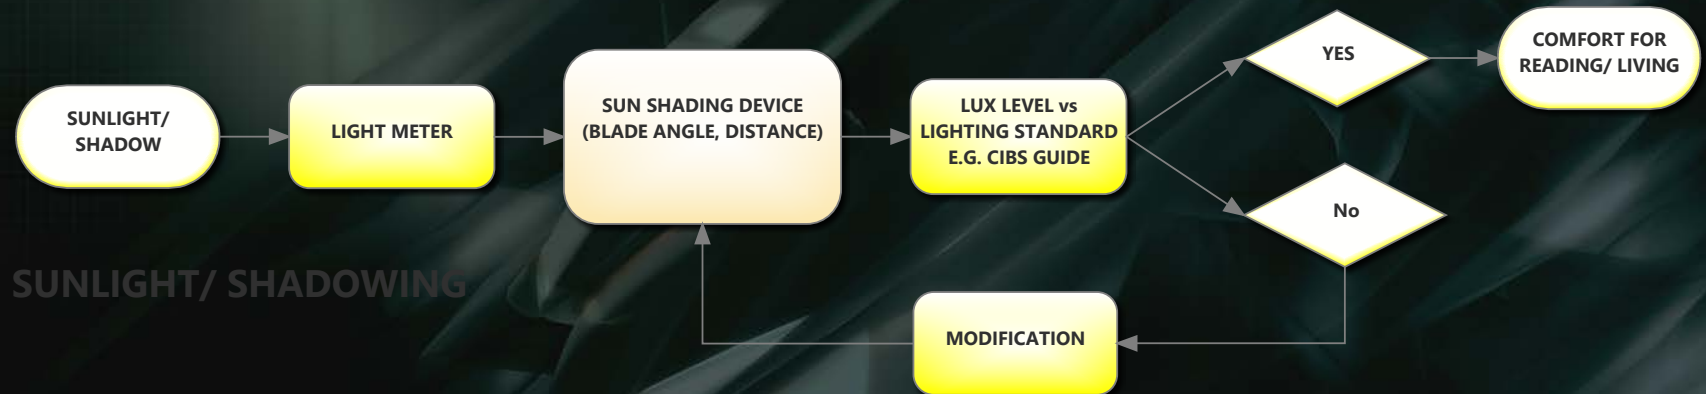 SUNLIGHT/
SHADOW
LIGHT METER
SUN SHADING DEVICE
(BLADE ANGLE, DISTANCE)
LUX LEVEL vs
LIGHTING STANDARD
E.G. CIBS GUIDE
YES
COMFORT FOR
READING/ LIVING
No
MODIFICATION
SUNLIGHT/ SHADOWING